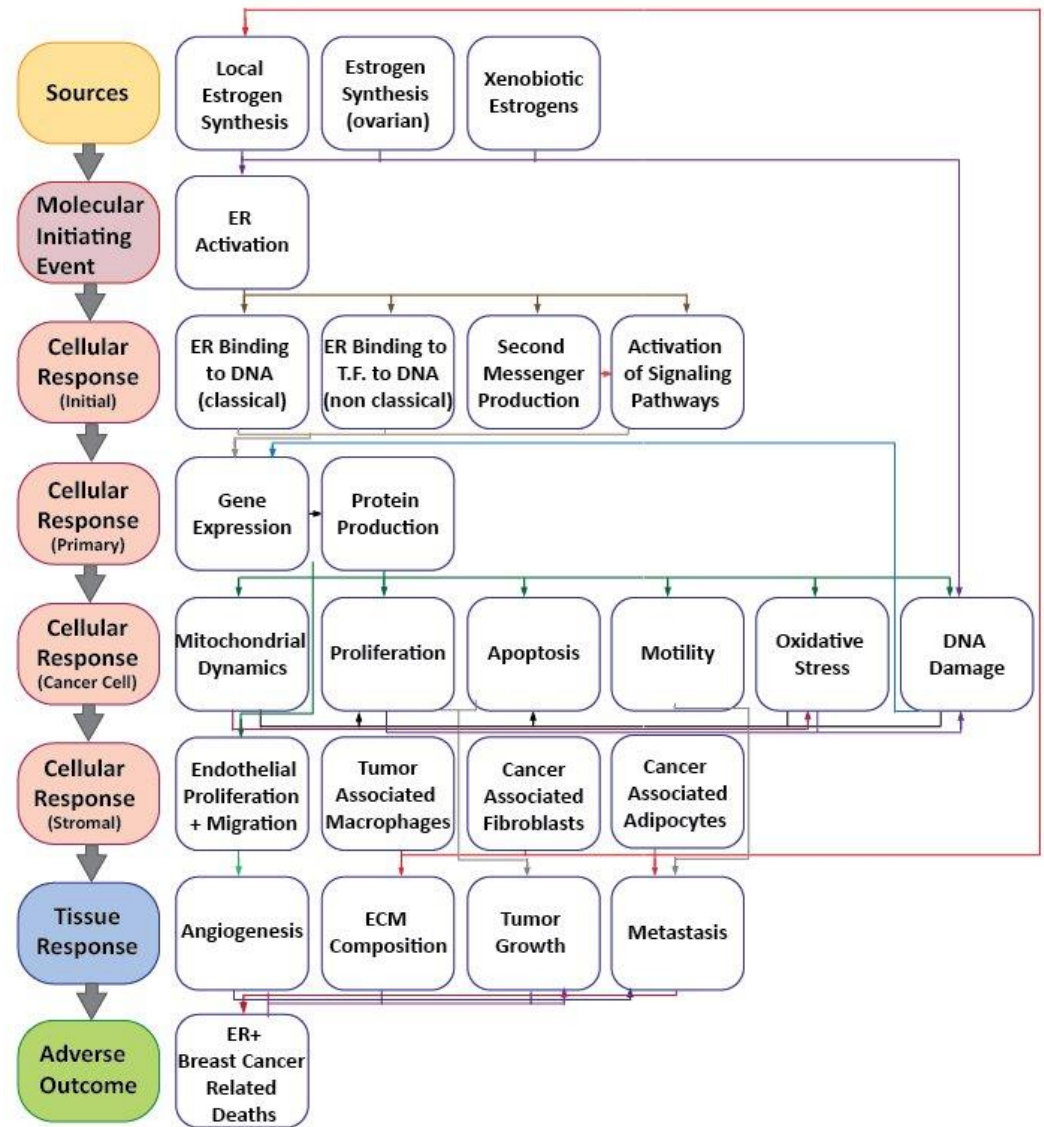 Sources
Local
Estrogen
Synthesis
Estrogen
Synthesis
(ovarian)
Xenobiotic
Estrogens
Molecular
Initiating
Event
ER
Activation
Cellular
Response
(Initial)
ER Binding
to DNA
(classical)
ER Binding to
T.F. to DNA
(non classical)
Second
Messenger
Production
Activation
of Signaling
Pathways
Cellular
Response
(Primary)
Gene
Expression
Protein
Production
Cellular
Response
(Cancer Cell)
Mitochondrial
Dynamics
Proliferation
Apoptosis
Motility
Oxidative
Stress
DNA
Damage
Cellular
Response
(Stromal)
Endothelial
Proliferation
+ Migration
Tumor
Associated
Macrophages
Cancer
Associated
Fibroblasts
Cancer
Associated
Adipocytes
Tissue
Response
Angiogenesis
ECM
Composition
Tumor
Growth
Metastasis
Adverse
Outcome
ER+
Breast Cancer
Related
Deaths